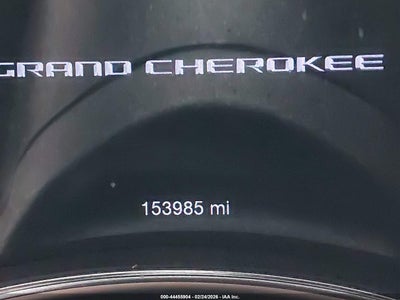 GRAND CHEROKEE
153985 mi
000-44455904 - 02/24/2026 - IAA Inc.